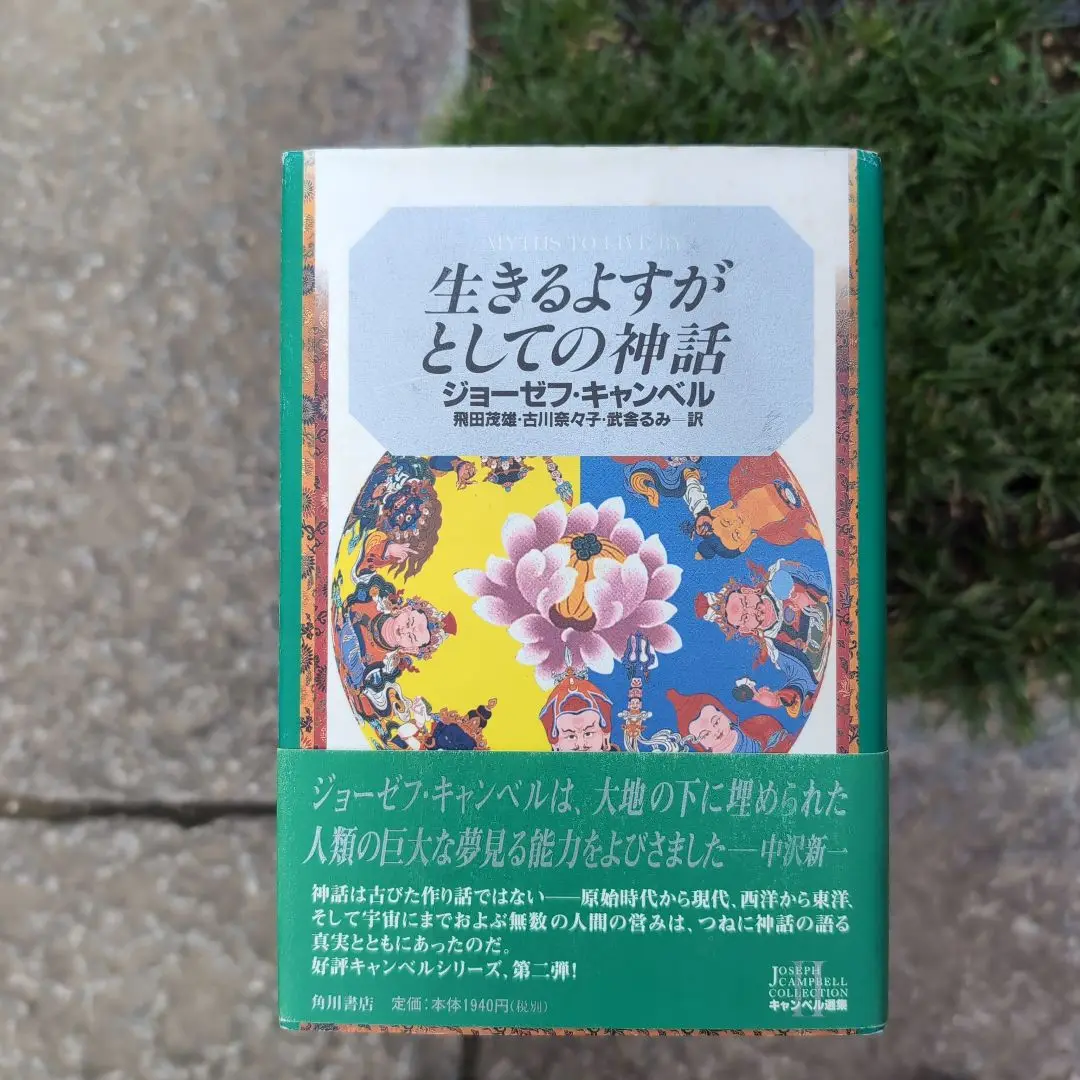 MYTHS TO LIVE BY
生きるよすが
としての神話
ジョーゼフ・キャンベル
飛田茂雄・古川奈々子・武舎るみ—訳
ジョーゼフ・キャンベルは、大地の下に埋められた
人類の巨大な夢見る能力をよびさました—中沢新一
神話は古びた作り話ではない——原始時代から現代、西洋から東洋、
そして宇宙にまでおよぶ無数の人間の営みは、つねに神話の語る
真実とともにあったのだ。
好評キャンベルシリーズ、第二弾!
角川書店 定価:本体1940円(税別)
II
JOSEPH
CAMPBELL
COLLECTION
キャンベル選集